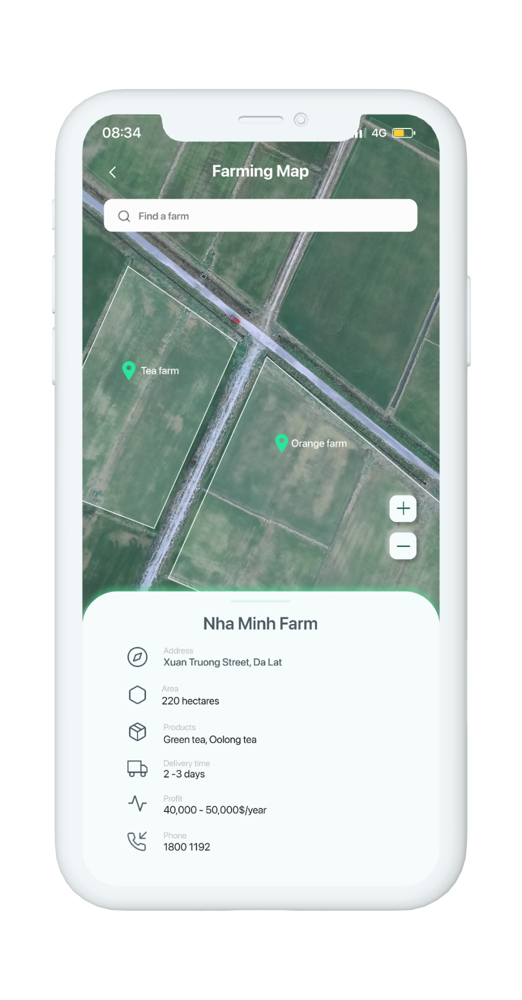 08:34
4G
Farming Map
Find a farm
Tea farm
Orange farm
Nha Minh Farm
Address
Xuan Truong Street, Da Lat
Area
220 hectares
Products
Green tea, Oolong tea
Delivery time
2 -3 days
Profit
40,000 - 50,000$/year
Phone
1800 1192